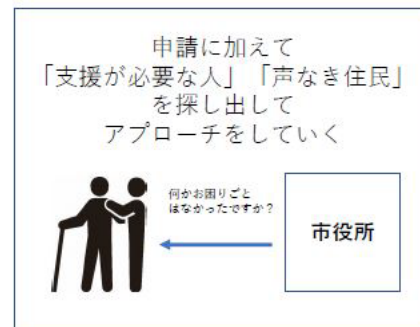 申請に加えて
「支援が必要な人」「声なき住民」
を探し出して
アプローチをしていく
何かお困りごと
はなかったですか？
市役所